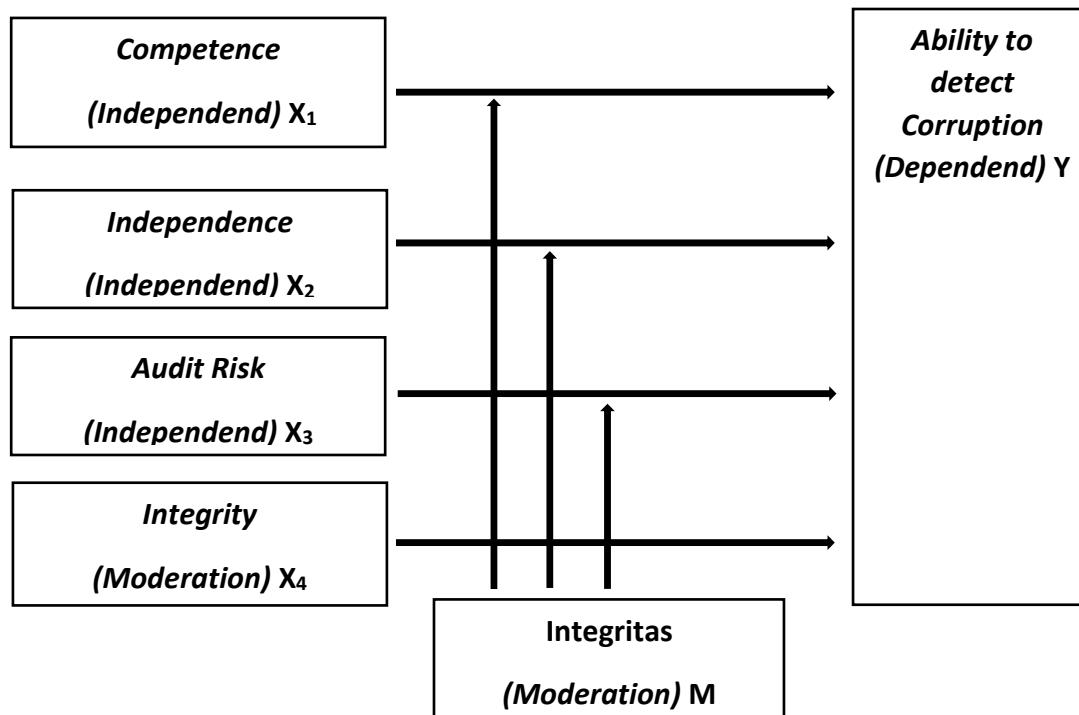 Competence
(Independend) X₁
Independence
(Independend) X₂
Audit Risk
(Independend) X₃
Integrity
(Moderation) X₄
Integritas
(Moderation) M
Ability to
detect
Corruption
(Dependend) Y